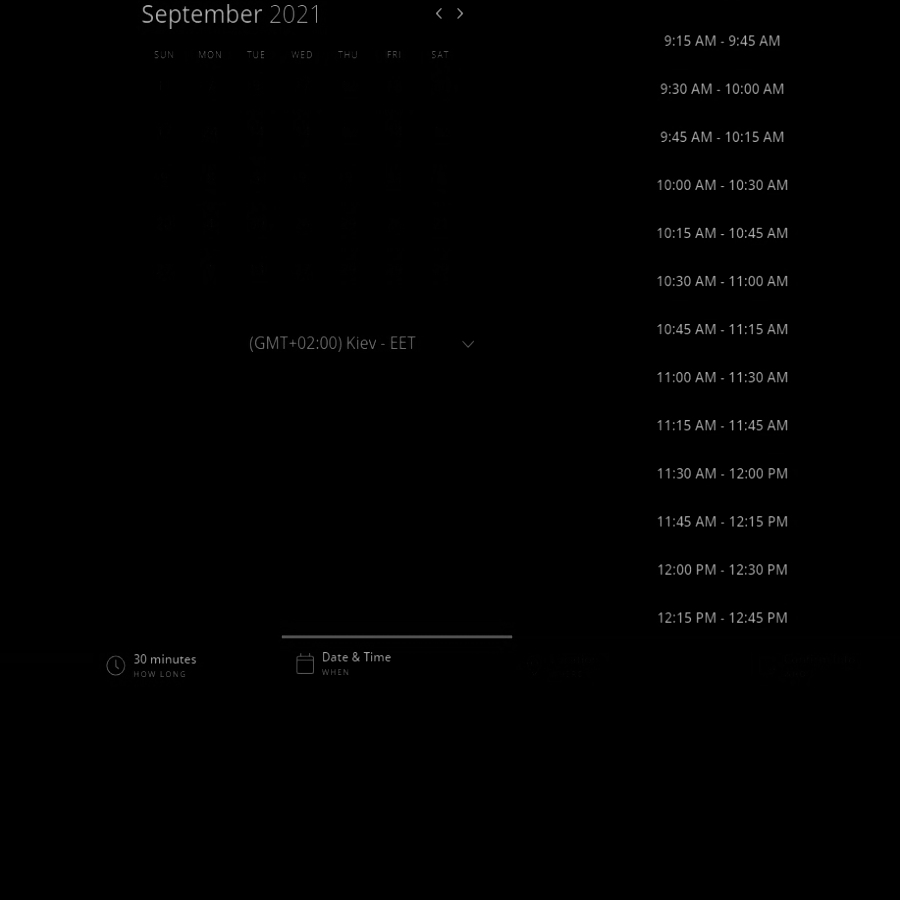 September 2021
SUN MON TUE WED THU FRI SAT
(GMT+02:00) Kiev - EET
9:15 AM - 9:45 AM
9:30 AM - 10:00 AM
9:45 AM - 10:15 AM
10:00 AM - 10:30 AM
10:15 AM - 10:45 AM
10:30 AM - 11:00 AM
10:45 AM - 11:15 AM
11:00 AM - 11:30 AM
11:15 AM - 11:45 AM
11:30 AM - 12:00 PM
11:45 AM - 12:15 PM
12:00 PM - 12:30 PM
12:15 PM - 12:45 PM
30 minutes
HOW LONG
Date & Time
WHEN